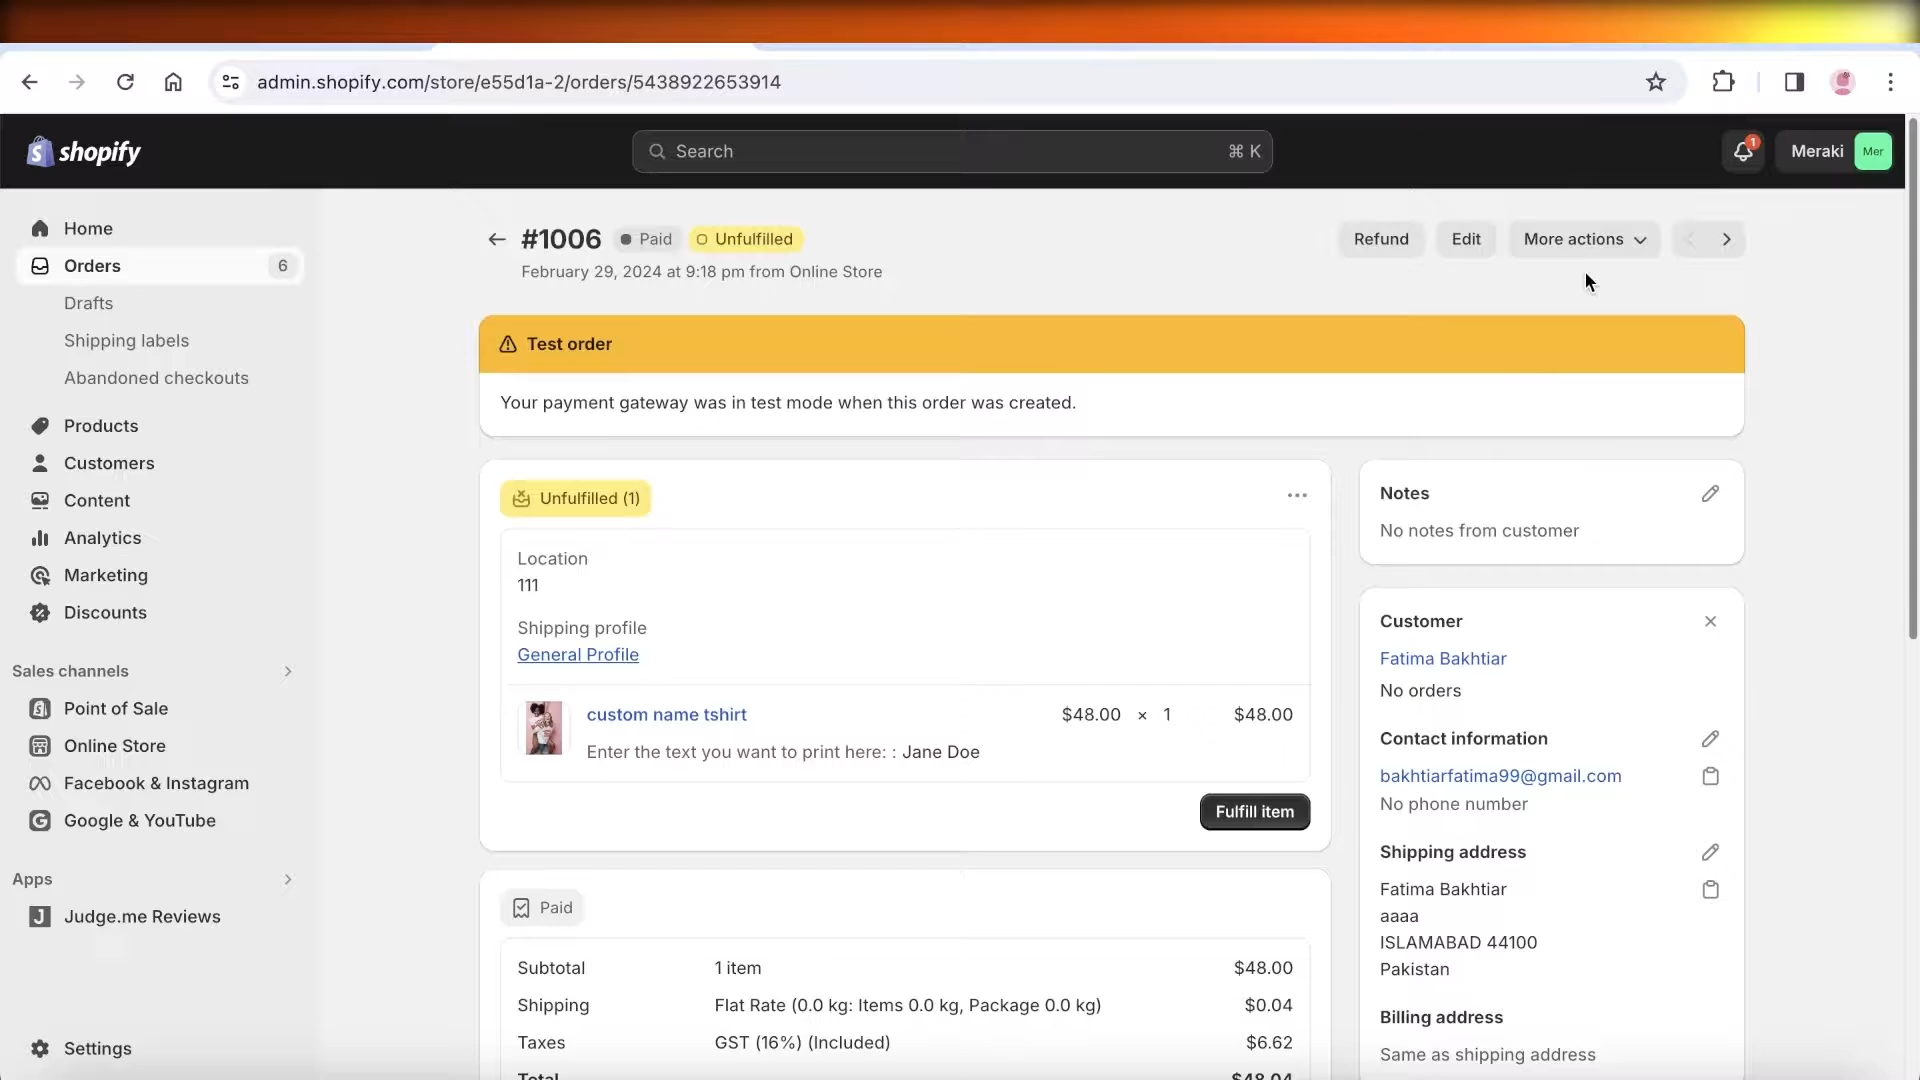 admin.shopify.com/store/e55d1a-2/orders/5438922653914
shopify
Search
⌘ K
1
Meraki
Mer
Home
Orders
6
Drafts
Shipping labels
Abandoned checkouts
Products
Customers
Content
Analytics
Marketing
Discounts
Sales channels
Point of Sale
Online Store
Facebook & Instagram
Google & YouTube
Apps
Judge.me Reviews
Settings
#1006
Paid
Unfulfilled
February 29, 2024 at 9:18 pm from Online Store
Refund
Edit
More actions
Test order
Your payment gateway was in test mode when this order was created.
Unfulfilled (1)
Location
111
Shipping profile
General Profile
custom name tshirt
$48.00 × 1
$48.00
Enter the text you want to print here: : Jane Doe
Fulfill item
Paid
Subtotal 1 item $48.00
Shipping Flat Rate (0.0 kg: Items 0.0 kg, Package 0.0 kg) $0.04
Taxes GST (16%) (Included) $6.62
Total $48.04
Notes
No notes from customer
Customer
Fatima Bakhtiar
No orders
Contact information
bakhtiarfatima99@gmail.com
No phone number
Shipping address
Fatima Bakhtiar
aaaa
ISLAMABAD 44100
Pakistan
Billing address
Same as shipping address